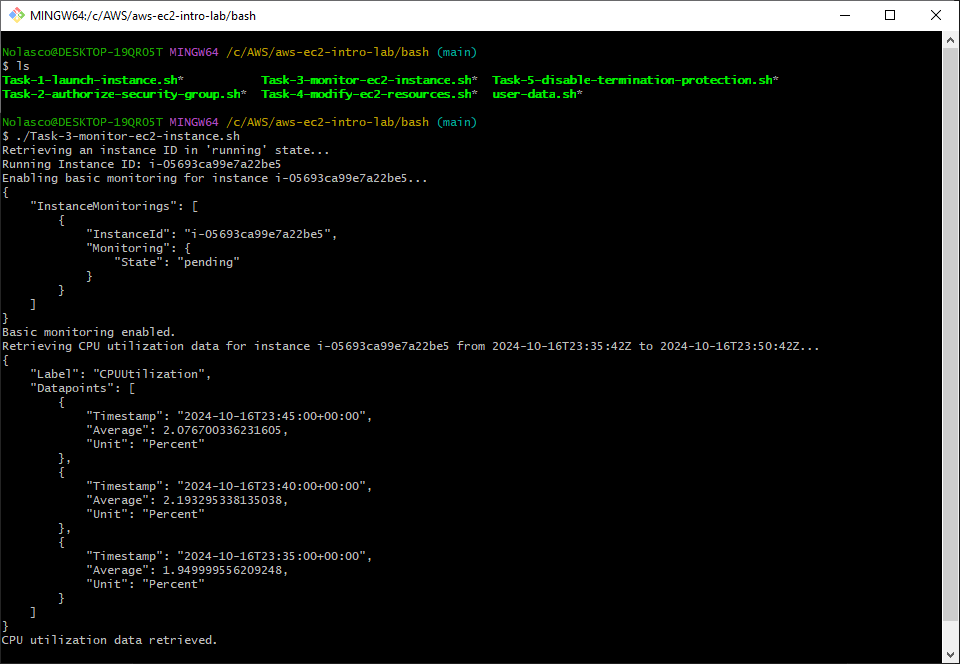 MINGW64:/c/AWS/aws-ec2-intro-lab/bash
Nolasco@DESKTOP-19QRO5T MINGW64 /c/AWS/aws-ec2-intro-lab/bash (main)
$ ls
Task-1-launch-instance.sh* Task-3-monitor-ec2-instance.sh* Task-5-disable-termination-protection.sh*
Task-2-authorize-security-group.sh* Task-4-modify-ec2-resources.sh* user-data.sh*
Nolasco@DESKTOP-19QRO5T MINGW64 /c/AWS/aws-ec2-intro-lab/bash (main)
$ ./Task-3-monitor-ec2-instance.sh
Retrieving an instance ID in 'running' state...
Running Instance ID: i-05693ca99e7a22be5
Enabling basic monitoring for instance i-05693ca99e7a22be5...
{
    "InstanceMonitorings": [
        {
            "InstanceId": "i-05693ca99e7a22be5",
            "Monitoring": {
                "State": "pending"
            }
        }
    ]
}
Basic monitoring enabled.
Retrieving CPU utilization data for instance i-05693ca99e7a22be5 from 2024-10-16T23:35:42Z to 2024-10-16T23:50:42Z...
{
    "Label": "CPUUtilization",
    "Datapoints": [
        {
            "Timestamp": "2024-10-16T23:45:00+00:00",
            "Average": 2.076700336231605,
            "Unit": "Percent"
        },
        {
            "Timestamp": "2024-10-16T23:40:00+00:00",
            "Average": 2.193295338135038,
            "Unit": "Percent"
        },
        {
            "Timestamp": "2024-10-16T23:35:00+00:00",
            "Average": 1.949999556209248,
            "Unit": "Percent"
        }
    ]
}
CPU utilization data retrieved.